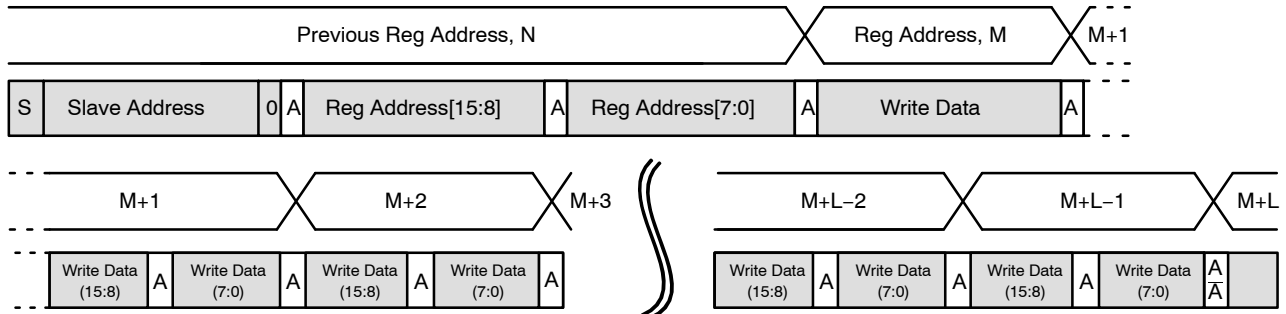 Previous Reg Address, N Reg Address, M M+1
S Slave Address 0 A Reg Address[15:8] A Reg Address[7:0] A Write Data A
M+1 M+2 M+3 M+L−2 M+L−1 M+L
Write Data A Write Data A Write Data A Write Data A Write Data A Write Data A Write Data A Write Data A
(15:8) (7:0) (15:8) (7:0) (15:8) (7:0) (15:8) (7:0) A̅